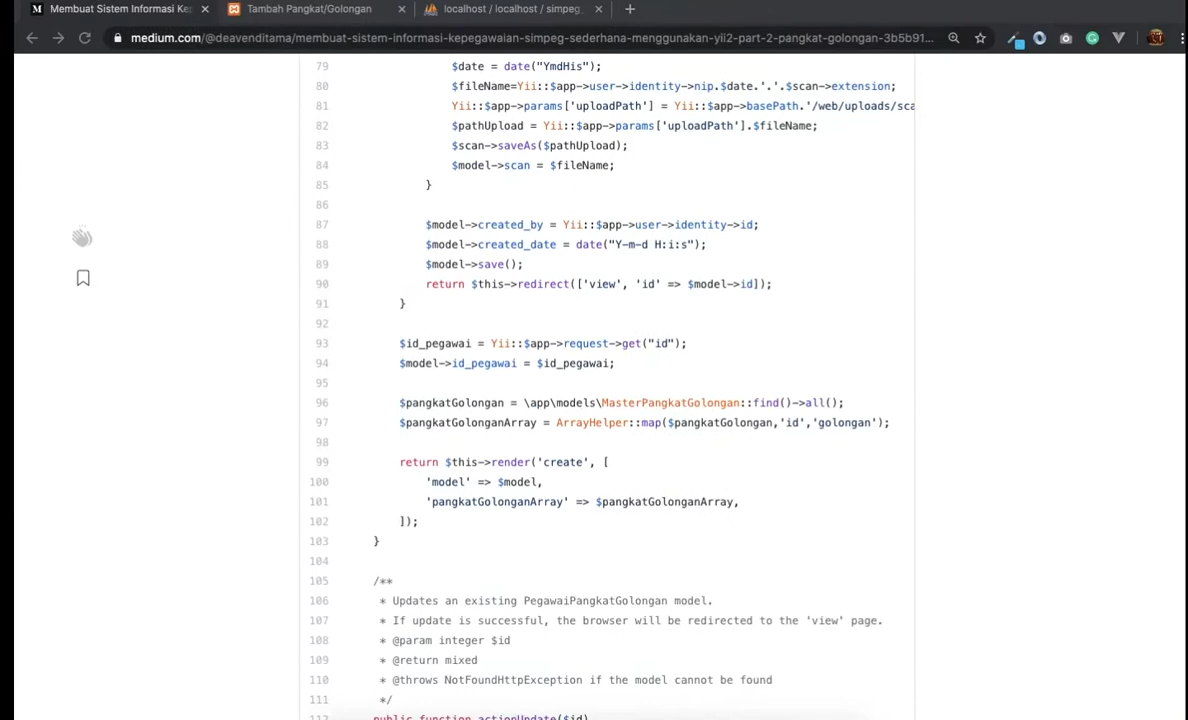 Membuat Sistem Informasi Ke
Tambah Pangkat/Golongan
localhost / localhost / simpeg
medium.com/@deavenditama/membuat-sistem-informasi-kepegawaian-simpeg-sederhana-menggunakan-yii2-part-2-pangkat-golongan-3b5b91...
79 $date = date("YmdHis");
80 $fileName=Yii::$app->user->identity->nip.$date.'.'.$scan->extension;
81 Yii::$app->params['uploadPath'] = Yii::$app->basePath.'/web/uploads/sca
82 $pathUpload = Yii::$app->params['uploadPath'].$fileName;
83 $scan->saveAs($pathUpload);
84 $model->scan = $fileName;
85 }
86
87 $model->created_by = Yii::$app->user->identity->id;
88 $model->created_date = date("Y-m-d H:i:s");
89 $model->save();
90 return $this->redirect(['view', 'id' => $model->id]);
91 }
92
93 $id_pegawai = Yii::$app->request->get("id");
94 $model->id_pegawai = $id_pegawai;
95
96 $pangkatGolongan = \app\models\MasterPangkatGolongan::find()->all();
97 $pangkatGolonganArray = ArrayHelper::map($pangkatGolongan,'id','golongan');
98
99 return $this->render('create', [
100 'model' => $model,
101 'pangkatGolonganArray' => $pangkatGolonganArray,
102 ]);
103 }
104
105 /**
106 * Updates an existing PegawaiPangkatGolongan model.
107 * If update is successful, the browser will be redirected to the 'view' page.
108 * @param integer $id
109 * @return mixed
110 * @throws NotFoundHttpException if the model cannot be found
111 */
112 public function actionUpdate($id)